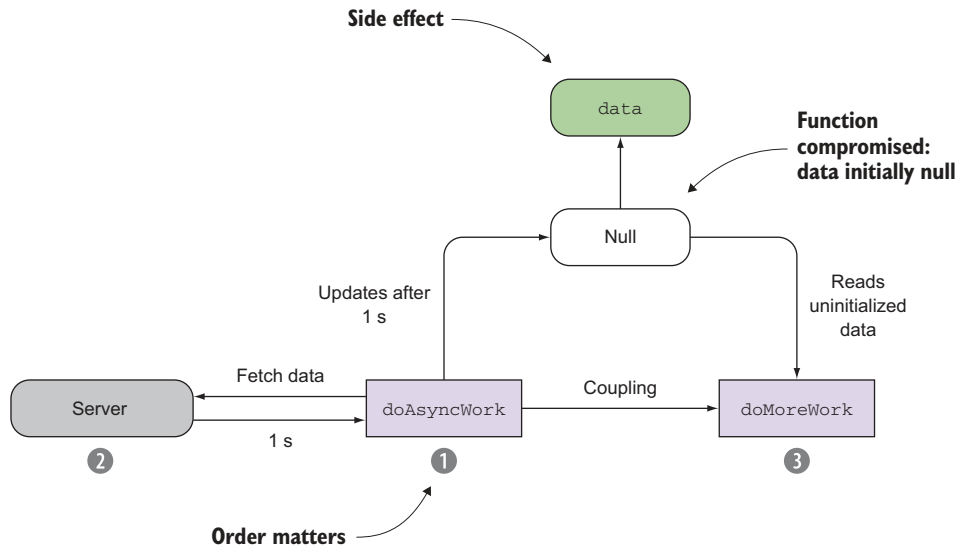 Side effect
data
Function
compromised:
data initially null
Null
Updates after
1 s
Reads
uninitialized
data
Fetch data
Server
doAsyncWork
Coupling
doMoreWork
1 s
2
1
3
Order matters